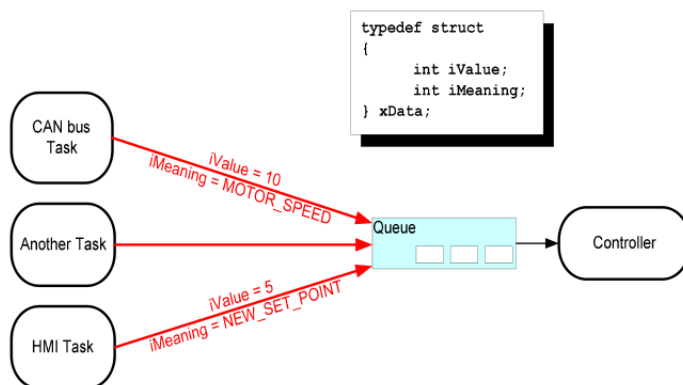 typedef struct
{
int iValue;
int iMeaning;
} xData;
CAN bus
Task
iValue = 10
iMeaning = MOTOR_SPEED
Another Task
Queue
Controller
iValue = 5
iMeaning = NEW_SET_POINT
HMI Task